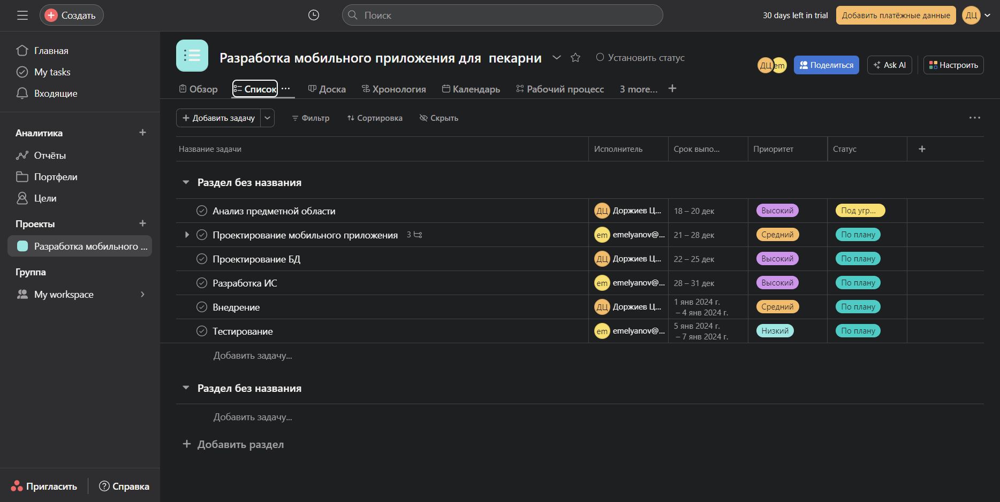 Создать
Поиск
30 days left in trial
Добавить платёжные данные
ДЦ
Главная
My tasks
Входящие
Аналитика
Отчёты
Портфели
Цели
Проекты
Разработка мобильного ...
Группа
My workspace
Пригласить
Справка
Разработка мобильного приложения для пекарни
Установить статус
ДЦ em
Поделиться
Ask AI
Настроить
Обзор
Список
Доска
Хронология
Календарь
Рабочий процесс
3 more...
Добавить задачу
Фильтр
Сортировка
Скрыть
Название задачи Исполнитель Срок выпо... Приоритет Статус
Раздел без названия
Анализ предметной области ДЦ Доржиев Ц... 18 – 20 дек Высокий Под угр...
Проектирование мобильного приложения 3 em emelyanov@... 21 – 28 дек Средний По плану
Проектирование БД ДЦ Доржиев Ц... 22 – 25 дек Высокий По плану
Разработка ИС em emelyanov@... 28 – 31 дек Высокий По плану
Внедрение ДЦ Доржиев Ц... 1 янв 2024 г. – 4 янв 2024 г. Средний По плану
Тестирование em emelyanov@... 5 янв 2024 г. – 7 янв 2024 г. Низкий По плану
Добавить задачу...
Раздел без названия
Добавить задачу...
Добавить раздел